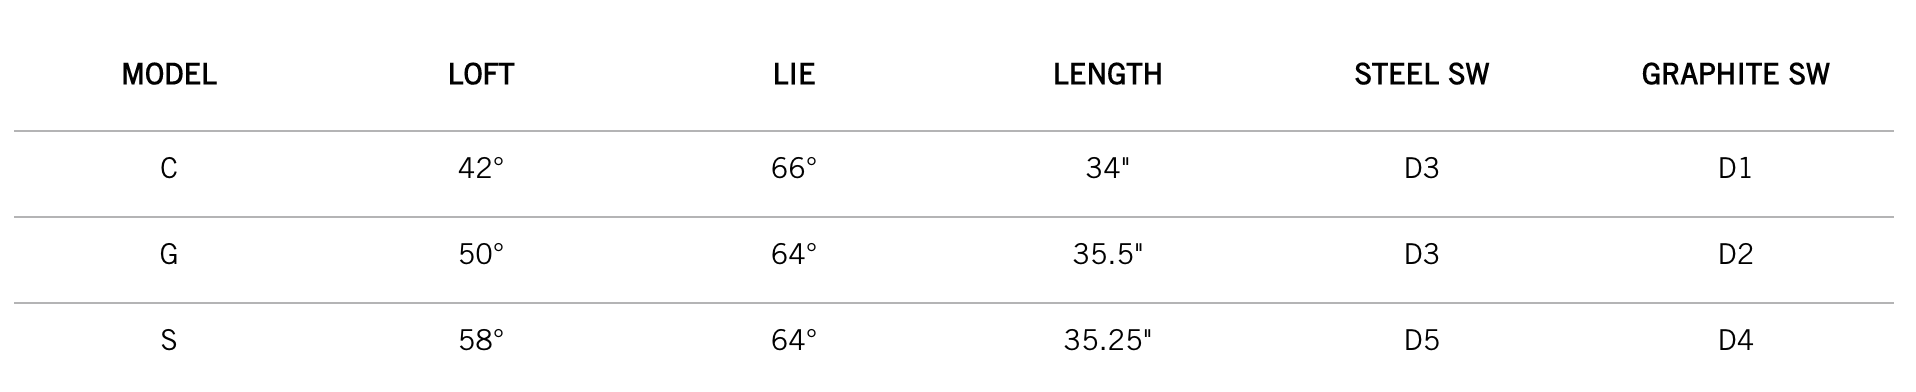 MODEL LOFT LIE LENGTH STEEL SW GRAPHITE SW
C 42° 66° 34" D3 D1
G 50° 64° 35.5" D3 D2
S 58° 64° 35.25" D5 D4